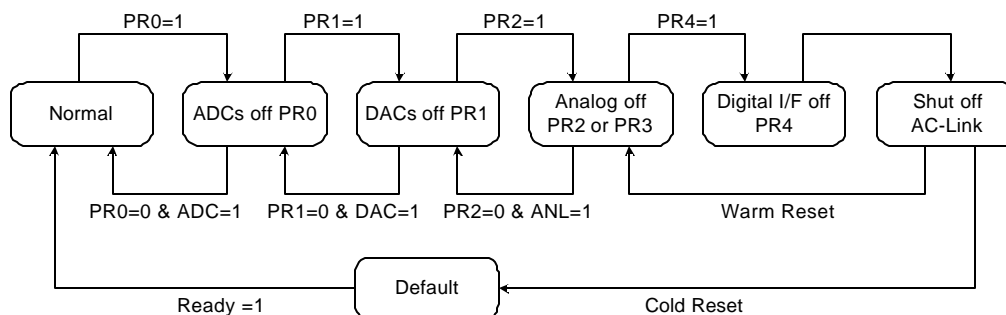 PR0=1
PR1=1
PR2=1
PR4=1
Normal
ADCs off PR0
DACs off PR1
Analog off
PR2 or PR3
Digital I/F off
PR4
Shut off
AC-Link
PR0=0 & ADC=1
PR1=0 & DAC=1
PR2=0 & ANL=1
Warm Reset
Default
Ready =1
Cold Reset